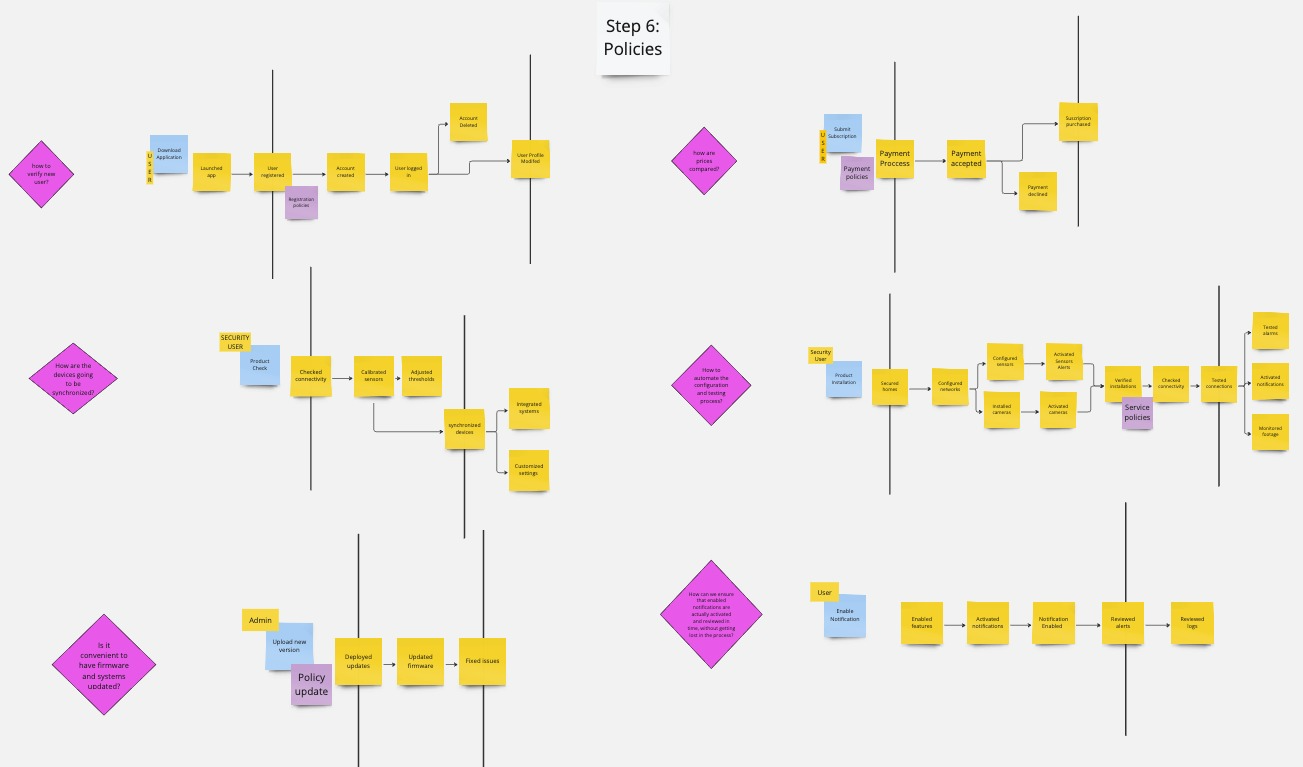 Step 6:
Policies
how to
verify new
user?
U
S
E
R
Download
Application
Launched
app
User
registered
Registration
policies
Account
created
User logged
in
Account
Deleted
User Profile
Modified
how are
prices
compared?
U
S
E
R
Submit
Subscription
Payment
policies
Payment
Proccess
Payment
accepted
Suscription
purchased
Payment
declined
How are the
devices going
to be
synchronized?
SECURITY
USER
Product
Check
Checked
connectivity
Calibrated
sensors
Adjusted
thresholds
synchronized
devices
Integrated
systems
Customized
settings
How to
automate the
configuration
and testing
process?
Security
User
Product
Installation
Secured
homes
Configured
networks
Configured
sensors
Activated
Sensors
Alerts
Installed
cameras
Activated
cameras
Verified
installations
Service
policies
Checked
connectivity
Tested
connections
Tested
alarms
Activated
notifications
Monitored
footage
Is it
convenient to
have firmware
and systems
updated?
Admin
Upload new
version
Policy
update
Deployed
updates
Updated
firmware
Fixed issues
How can we ensure
that enabled
notifications are
actually activated
and reviewed in
time, without getting
lost in the process?
User
Enable
Notification
Enabled
features
Activated
notifications
Notification
Enabled
Reviewed
alerts
Reviewed
logs